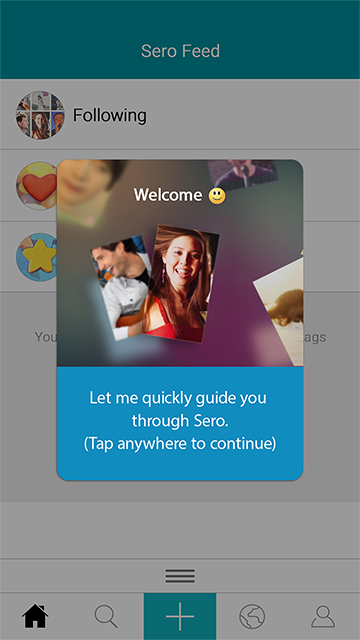 Sero Feed
Following
Welcome
You
ags
Let me quickly guide you
through Sero.
(Tap anywhere to continue)